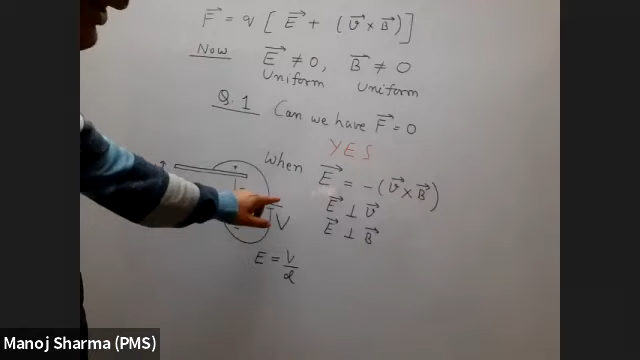 F⃗ = q [ E⃗ + (v⃗ × B⃗) ]
Now E⃗ ≠ 0, B⃗ ≠ 0
Uniform Uniform
Q.1 Can we have F⃗ = 0
YES
When E⃗ = -(v⃗ × B⃗)
E⃗ ⊥ v⃗
E⃗ ⊥ B⃗
+
-
V
E = V/d
Manoj Sharma (PMS)